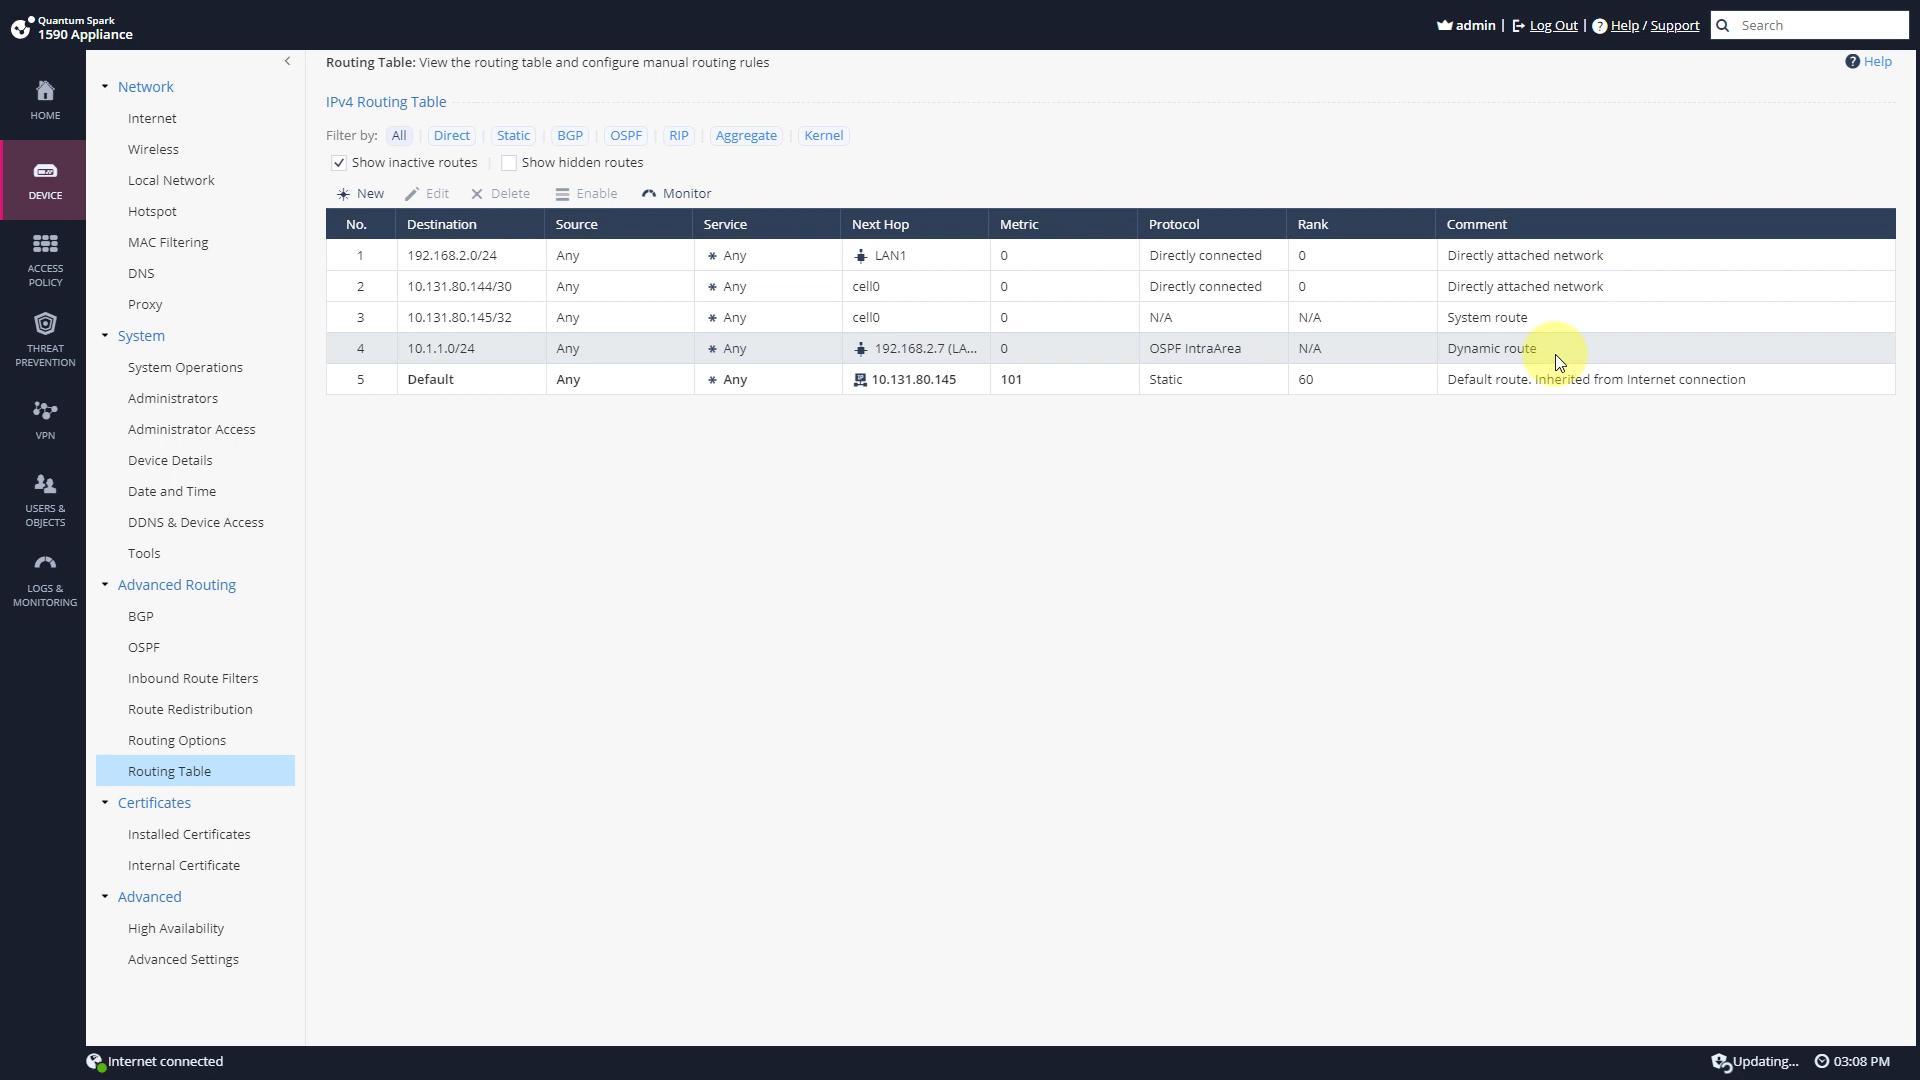 Quantum Spark
1590 Appliance
admin | Log Out | Help / Support
Search
HOME
DEVICE
ACCESS
POLICY
THREAT
PREVENTION
VPN
USERS &
OBJECTS
LOGS &
MONITORING
Network
Internet
Wireless
Local Network
Hotspot
MAC Filtering
DNS
Proxy
System
System Operations
Administrators
Administrator Access
Device Details
Date and Time
DDNS & Device Access
Tools
Advanced Routing
BGP
OSPF
Inbound Route Filters
Route Redistribution
Routing Options
Routing Table
Certificates
Installed Certificates
Internal Certificate
Advanced
High Availability
Advanced Settings
Routing Table: View the routing table and configure manual routing rules
Help
IPv4 Routing Table
Filter by: All | Direct | Static | BGP | OSPF | RIP | Aggregate | Kernel
Show inactive routes | Show hidden routes
New Edit Delete Enable Monitor
No. Destination Source Service Next Hop Metric Protocol Rank Comment
1 192.168.2.0/24 Any Any LAN1 0 Directly connected 0 Directly attached network
2 10.131.80.144/30 Any Any cell0 0 Directly connected 0 Directly attached network
3 10.131.80.145/32 Any Any cell0 0 N/A N/A System route
4 10.1.1.0/24 Any Any 192.168.2.7 (LA... 0 OSPF IntraArea N/A Dynamic route
5 Default Any Any 10.131.80.145 101 Static 60 Default route. Inherited from Internet connection
Internet connected
Updating... 03:08 PM